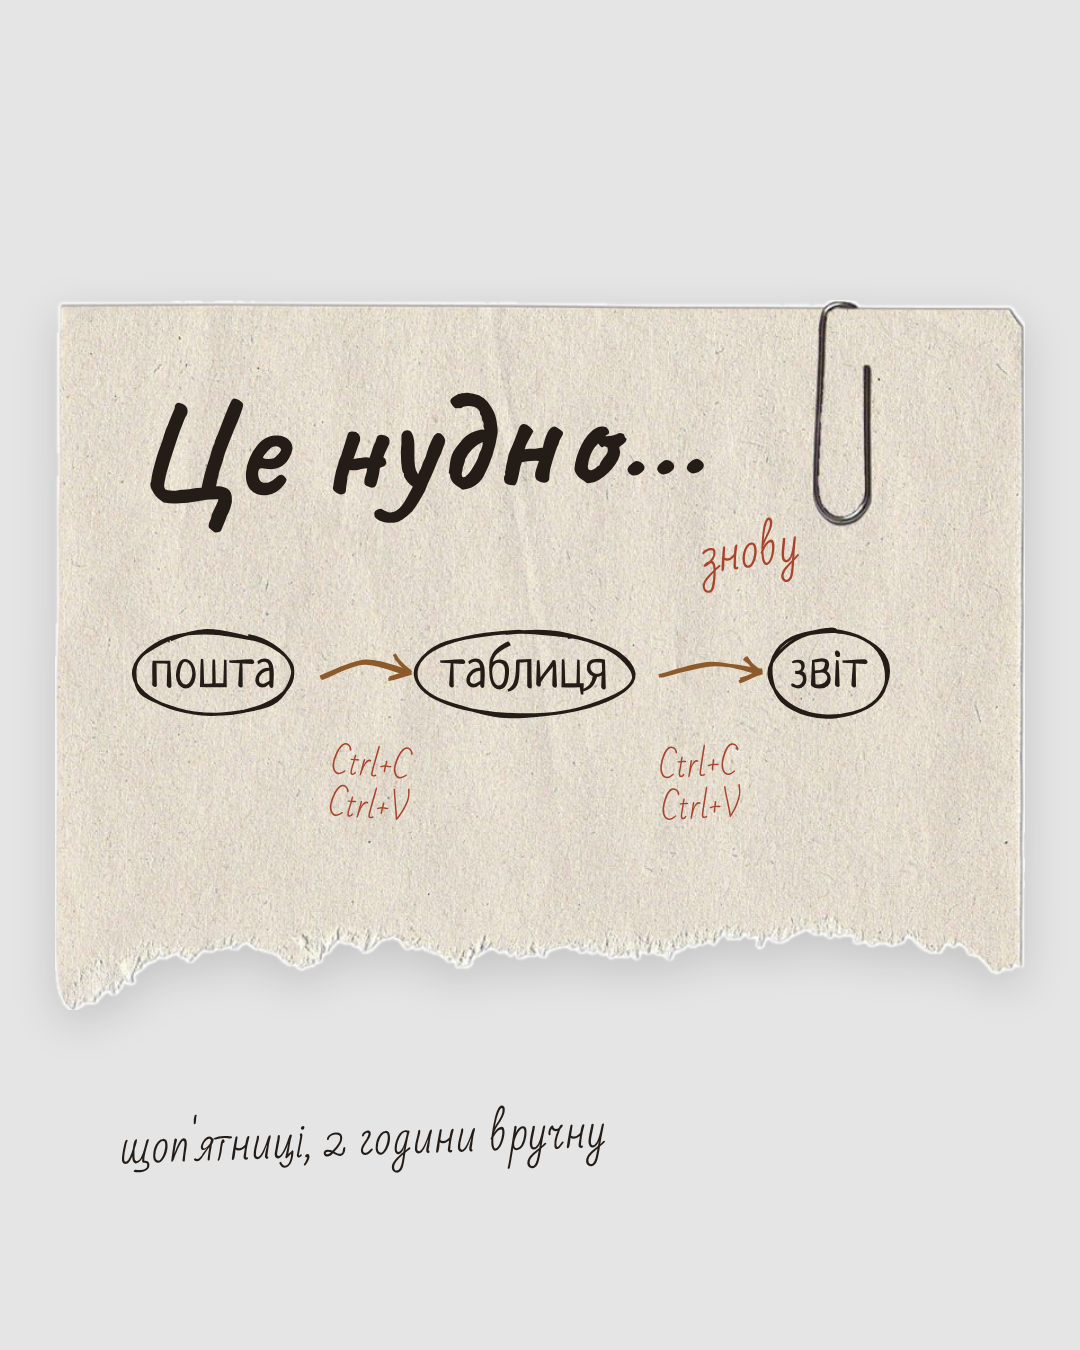 Це нудно...
знову
пошта → таблиця → звіт
Ctrl+C Ctrl+C
Ctrl+V Ctrl+V
щоп'ятниці, 2 години вручну